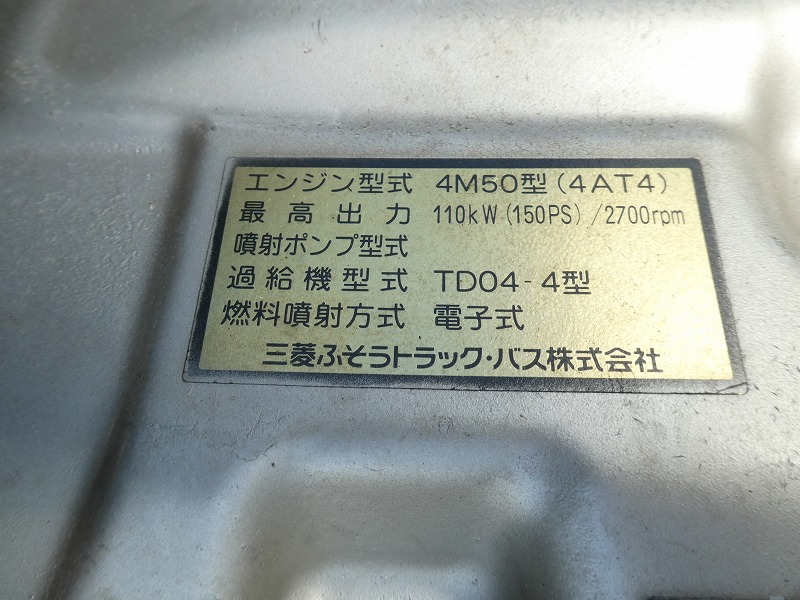 エンジン型式 4M50型(4AT4)
最高出力 110kW(150PS)/2700rpm
噴射ポンプ型式
過給機型式 TD04-4型
燃料噴射方式 電子式
三菱ふそうトラック・バス株式会社